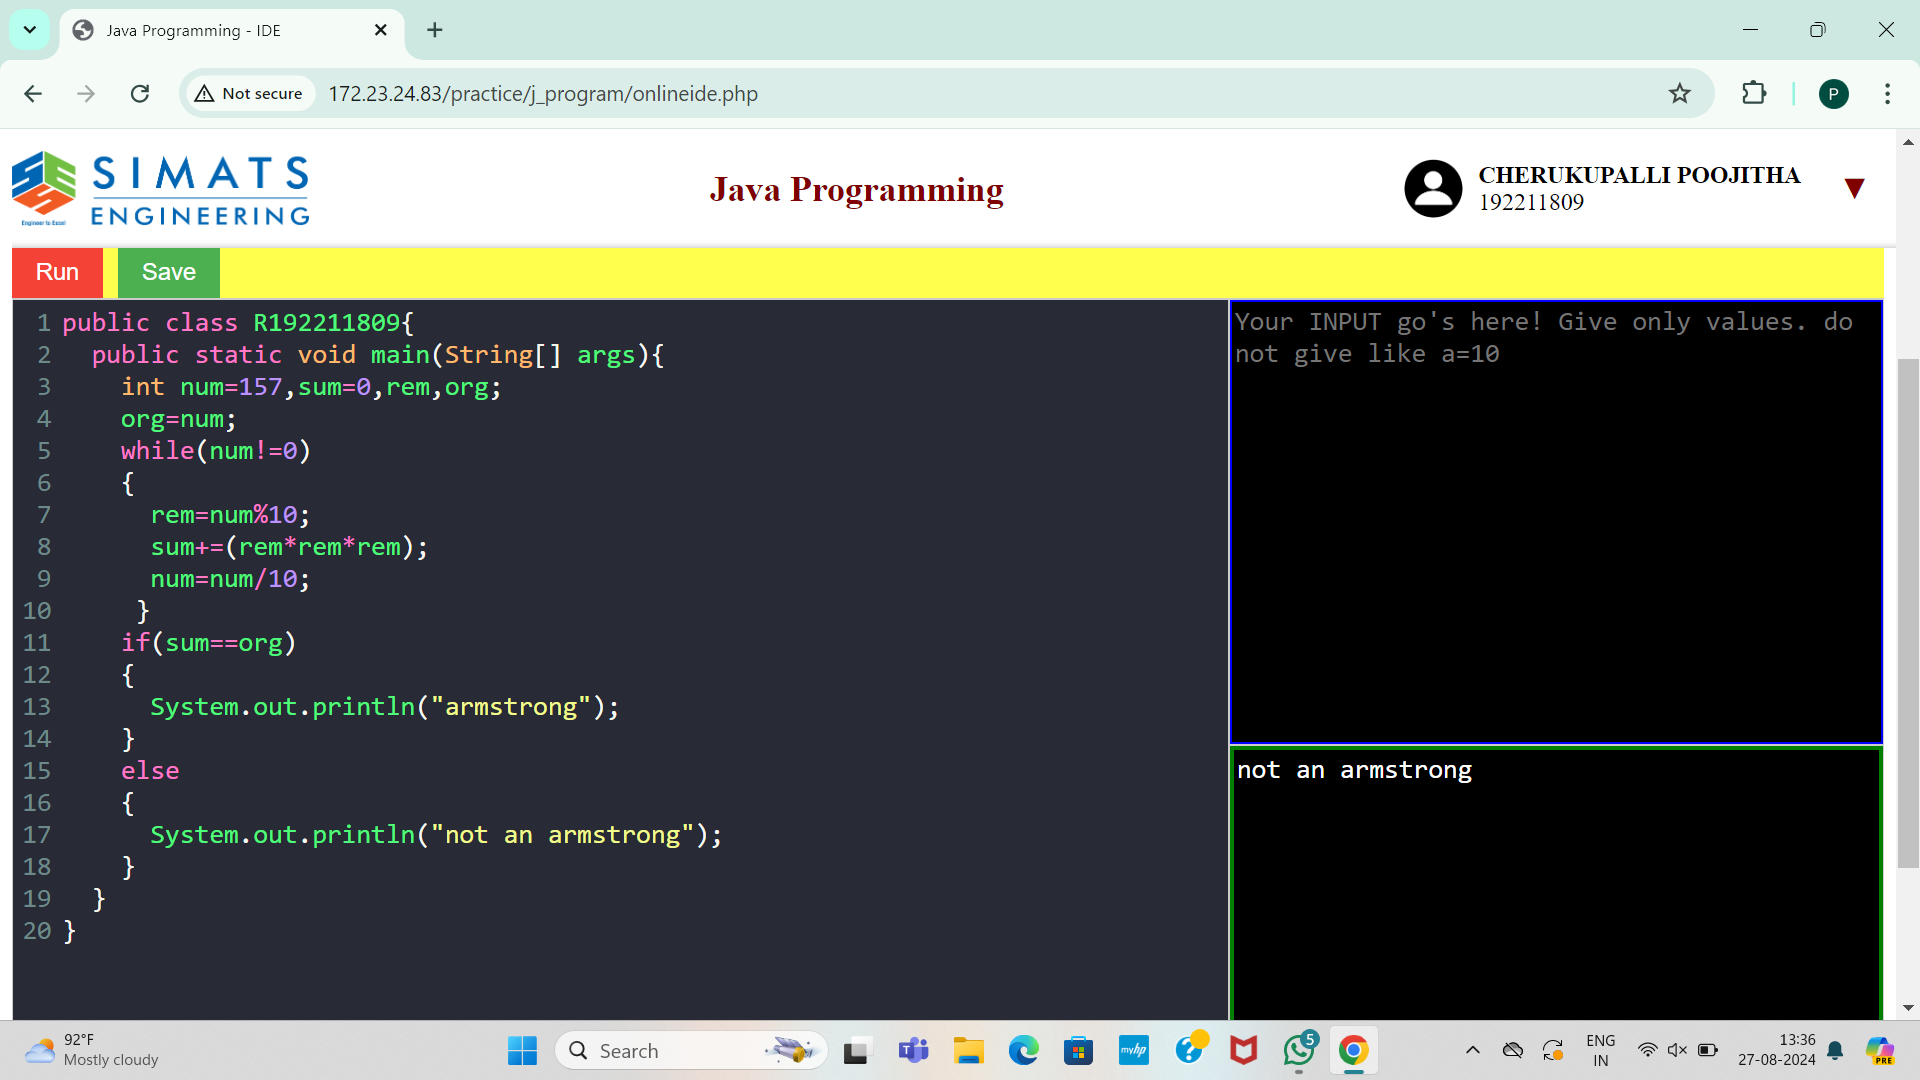 Java Programming - IDE
Not secure
172.23.24.83/practice/j_program/onlineide.php
P
SIMATS
ENGINEERING
Engineer to Excel
Java Programming
CHERUKUPALLI POOJITHA
192211809
Run
Save
1 public class R192211809{
2 public static void main(String[] args){
3 int num=157,sum=0,rem,org;
4 org=num;
5 while(num!=0)
6 {
7 rem=num%10;
8 sum+=(rem*rem*rem);
9 num=num/10;
10 }
11 if(sum==org)
12 {
13 System.out.println("armstrong");
14 }
15 else
16 {
17 System.out.println("not an armstrong");
18 }
19 }
20 }
Your INPUT go's here! Give only values. do
not give like a=10
not an armstrong
92°F
Mostly cloudy
Search
myhp
5
ENG
IN
13:36
27-08-2024
PRE